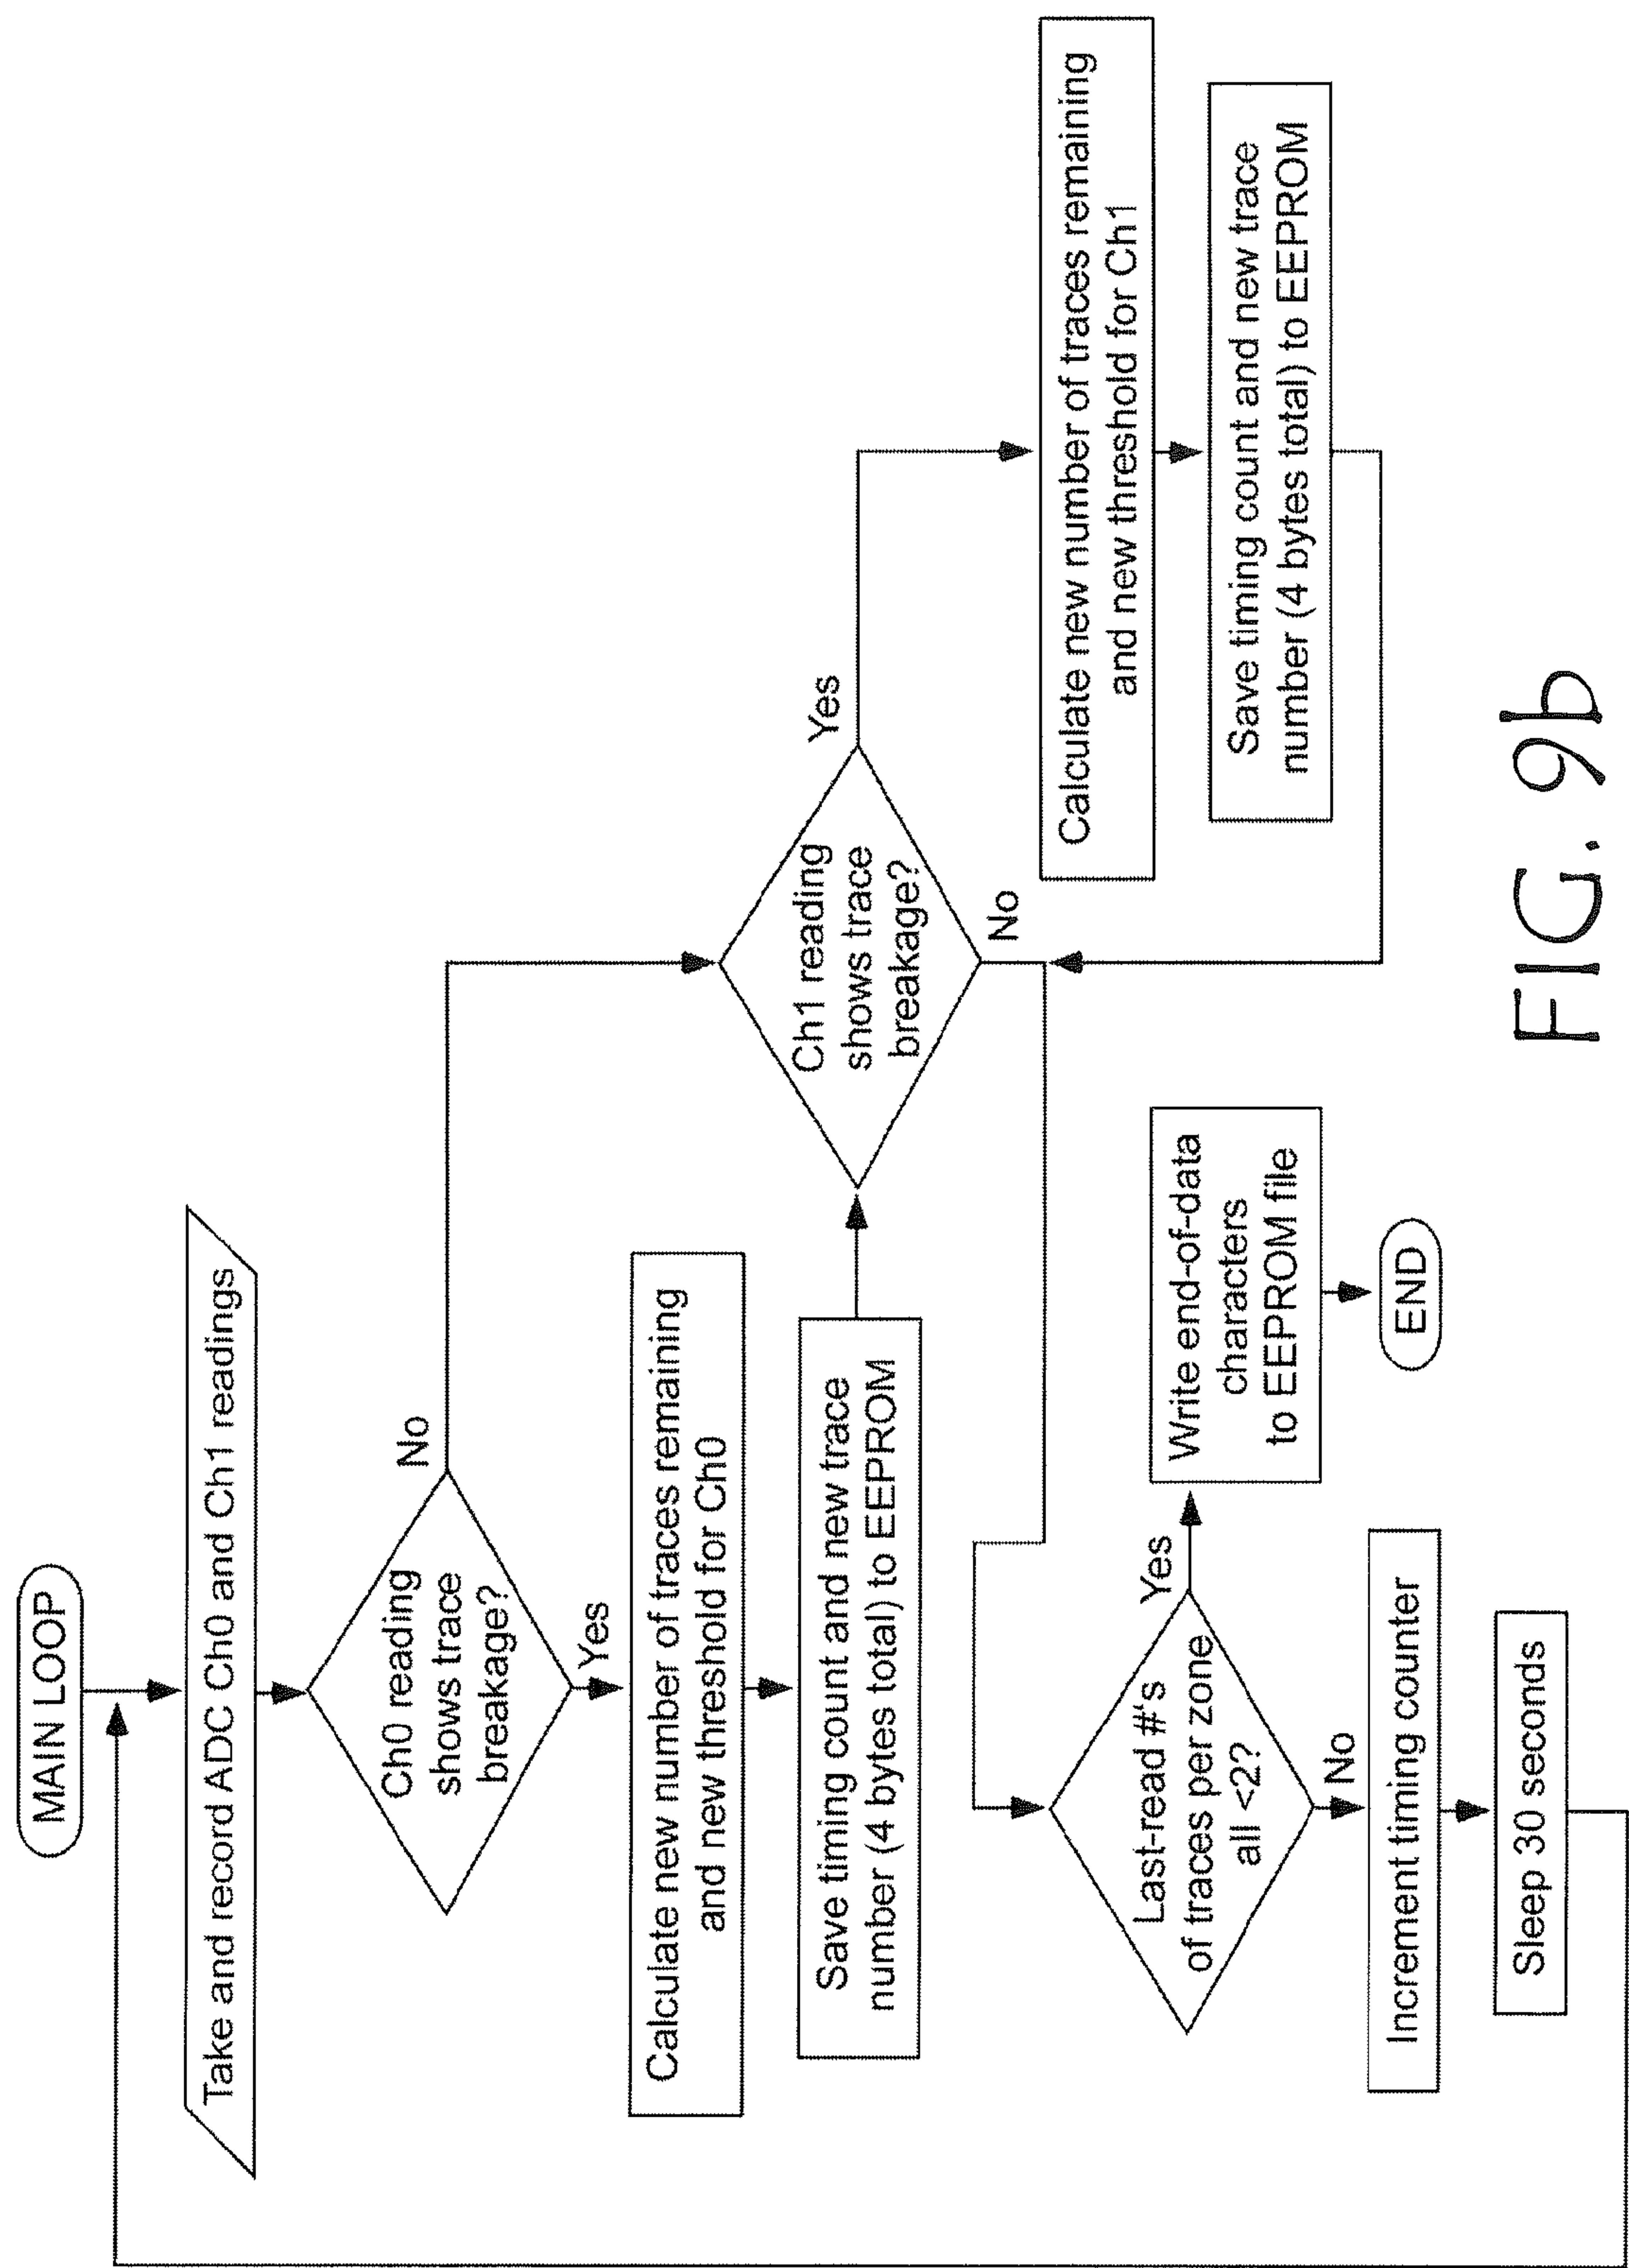 MAIN LOOP
Take and record ADC Ch0 and Ch1 readings
Ch0 reading
shows trace
breakage?
No
Yes
Calculate new number of traces remaining
and new threshold for Ch0
Save timing count and new trace
number (4 bytes total) to EEPROM
Ch1 reading
shows trace
breakage?
Yes
No
Calculate new number of traces remaining
and new threshold for Ch1
Save timing count and new trace
number (4 bytes total) to EEPROM
Last-read #'s
of traces per zone
all <2?
Yes
No
Write end-of-data
characters
to EEPROM file
END
Increment timing counter
Sleep 30 seconds
FIG. 9b